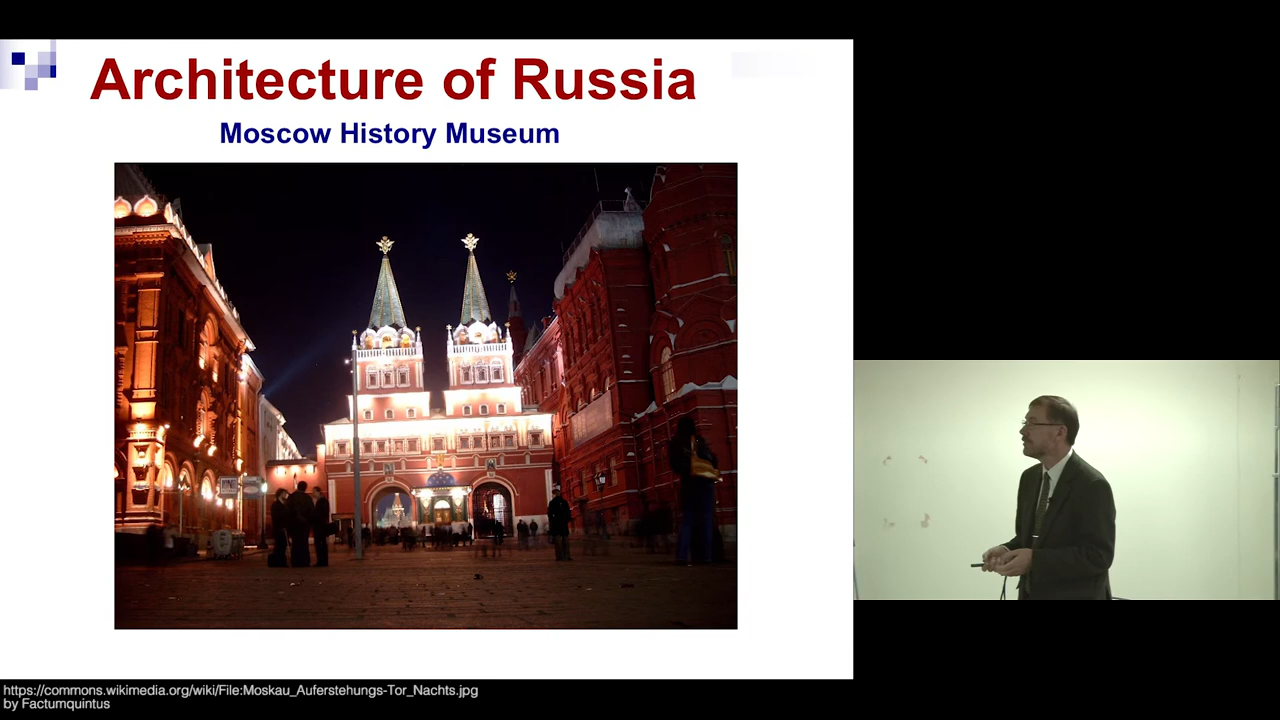 Architecture of Russia
Moscow History Museum
https://commons.wikimedia.org/wiki/File:Moskau_Auferstehungs-Tor_Nachts.jpg
by Factumquintus